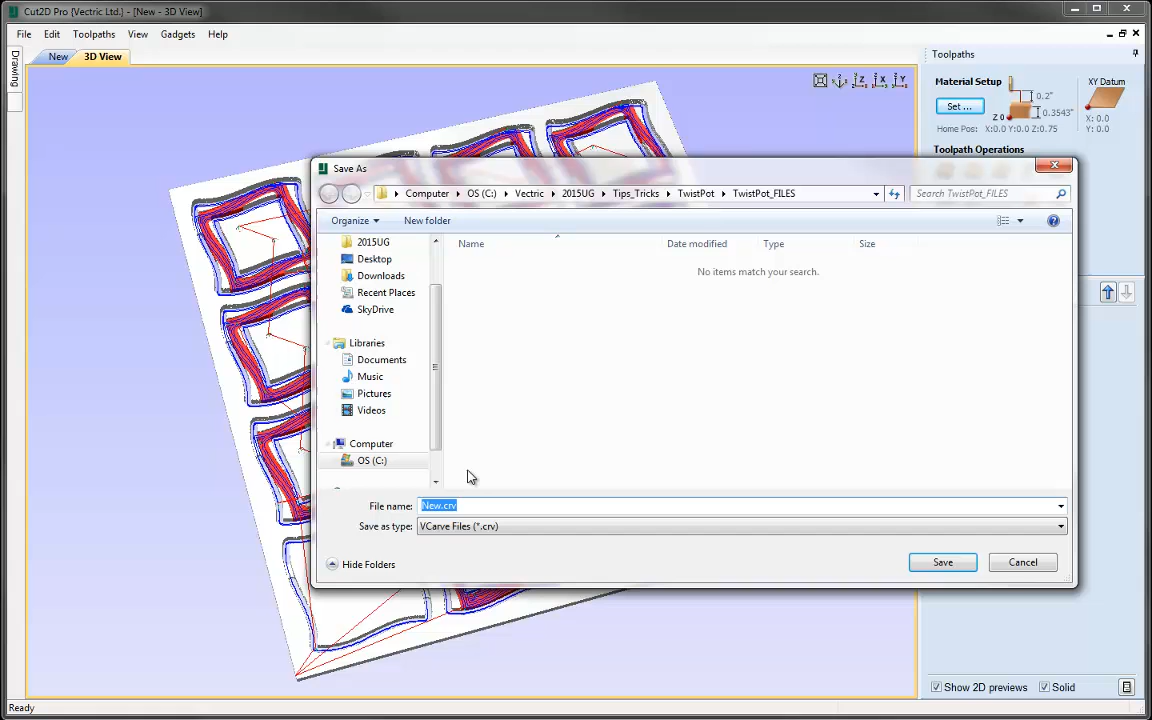 Cut2D Pro {Vectric Ltd.} - [New - 3D View]
File Edit Toolpaths View Gadgets Help
New 3D View
Drawing
Toolpaths
Material Setup
XY Datum
Set ...
0.2"
Z 0
0.3543"
X: 0.0
Y: 0.0
Home Pos: X:0.0 Y:0.0 Z:0.75
Toolpath Operations
Save As
Computer OS (C:) Vectric 2015UG Tips_Tricks TwistPot TwistPot_FILES
Search TwistPot_FILES
Organize New folder
2015UG
Desktop
Downloads
Recent Places
SkyDrive
Libraries
Documents
Music
Pictures
Videos
Computer
OS (C:)
Name Date modified Type Size
No items match your search.
File name: New.crv
Save as type: VCarve Files (*.crv)
Hide Folders
Save Cancel
Show 2D previews Solid
Ready